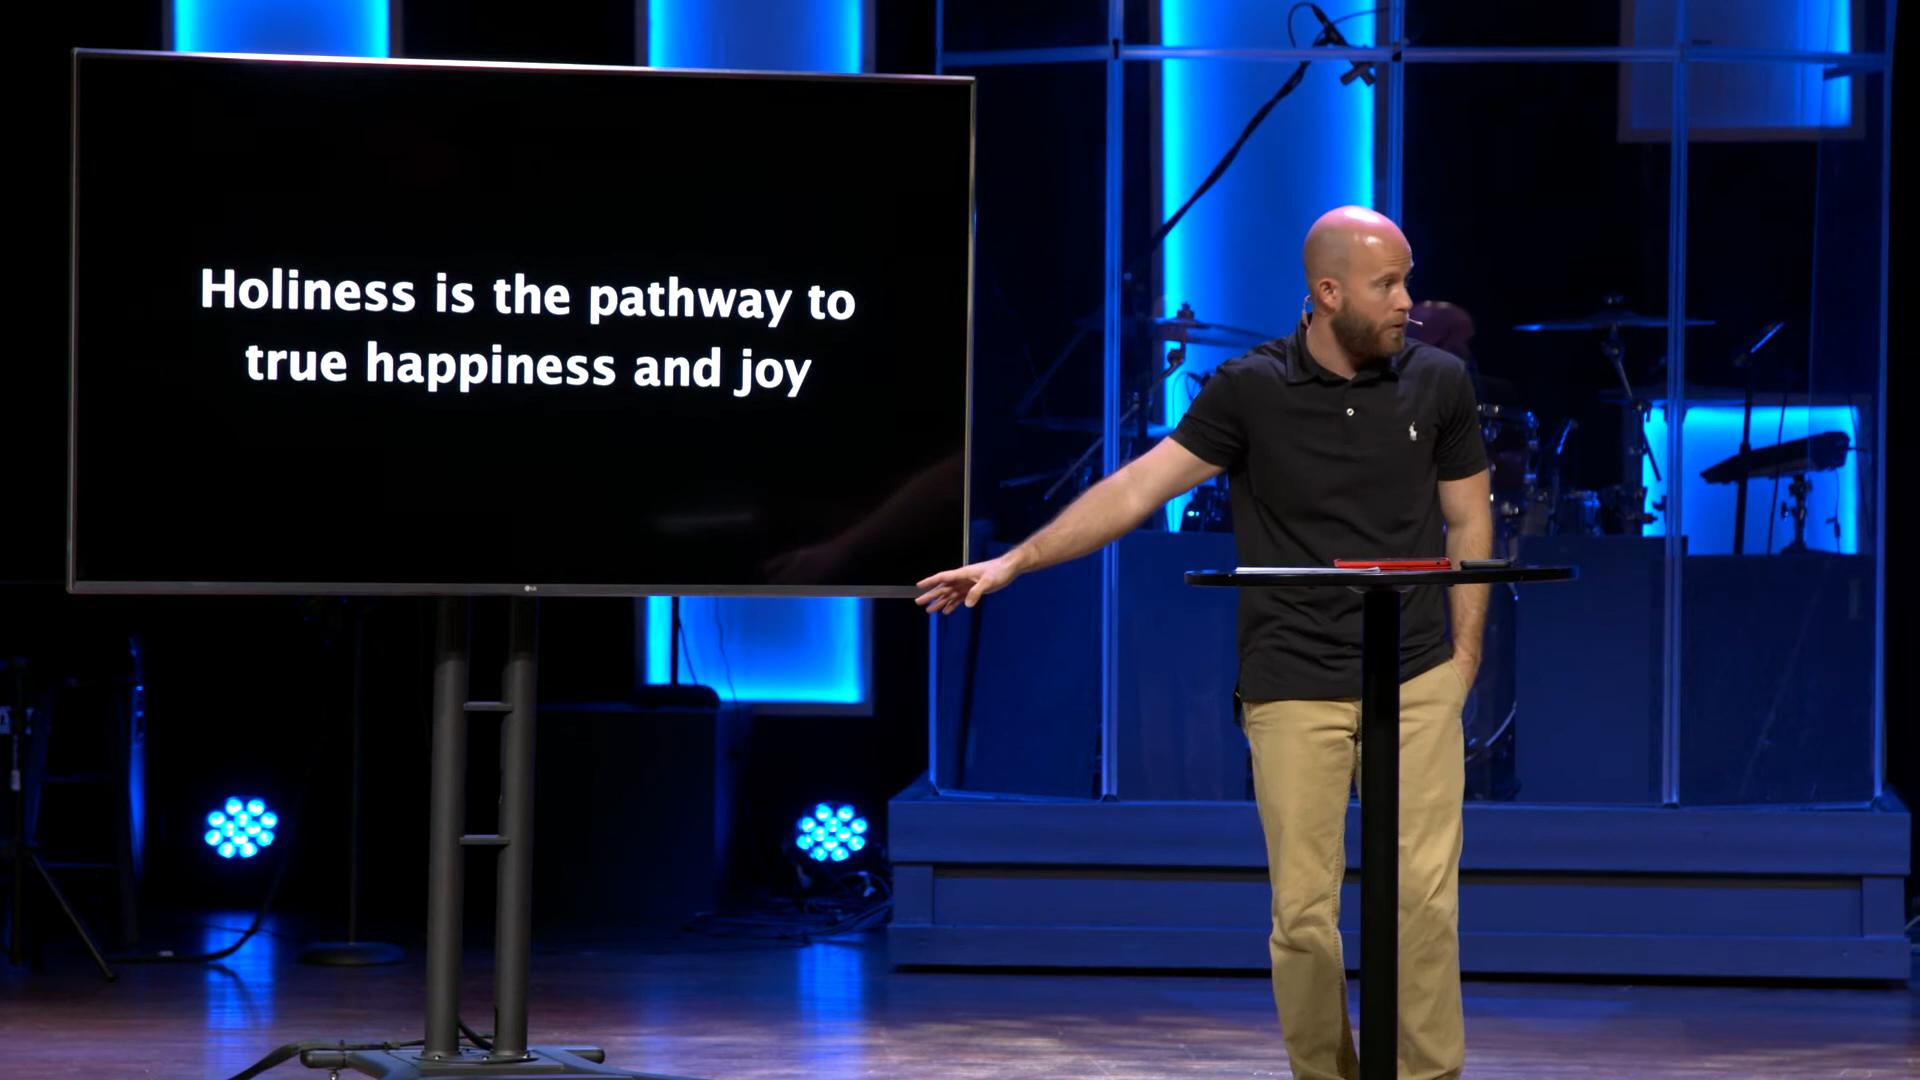 Holiness is the pathway to
true happiness and joy